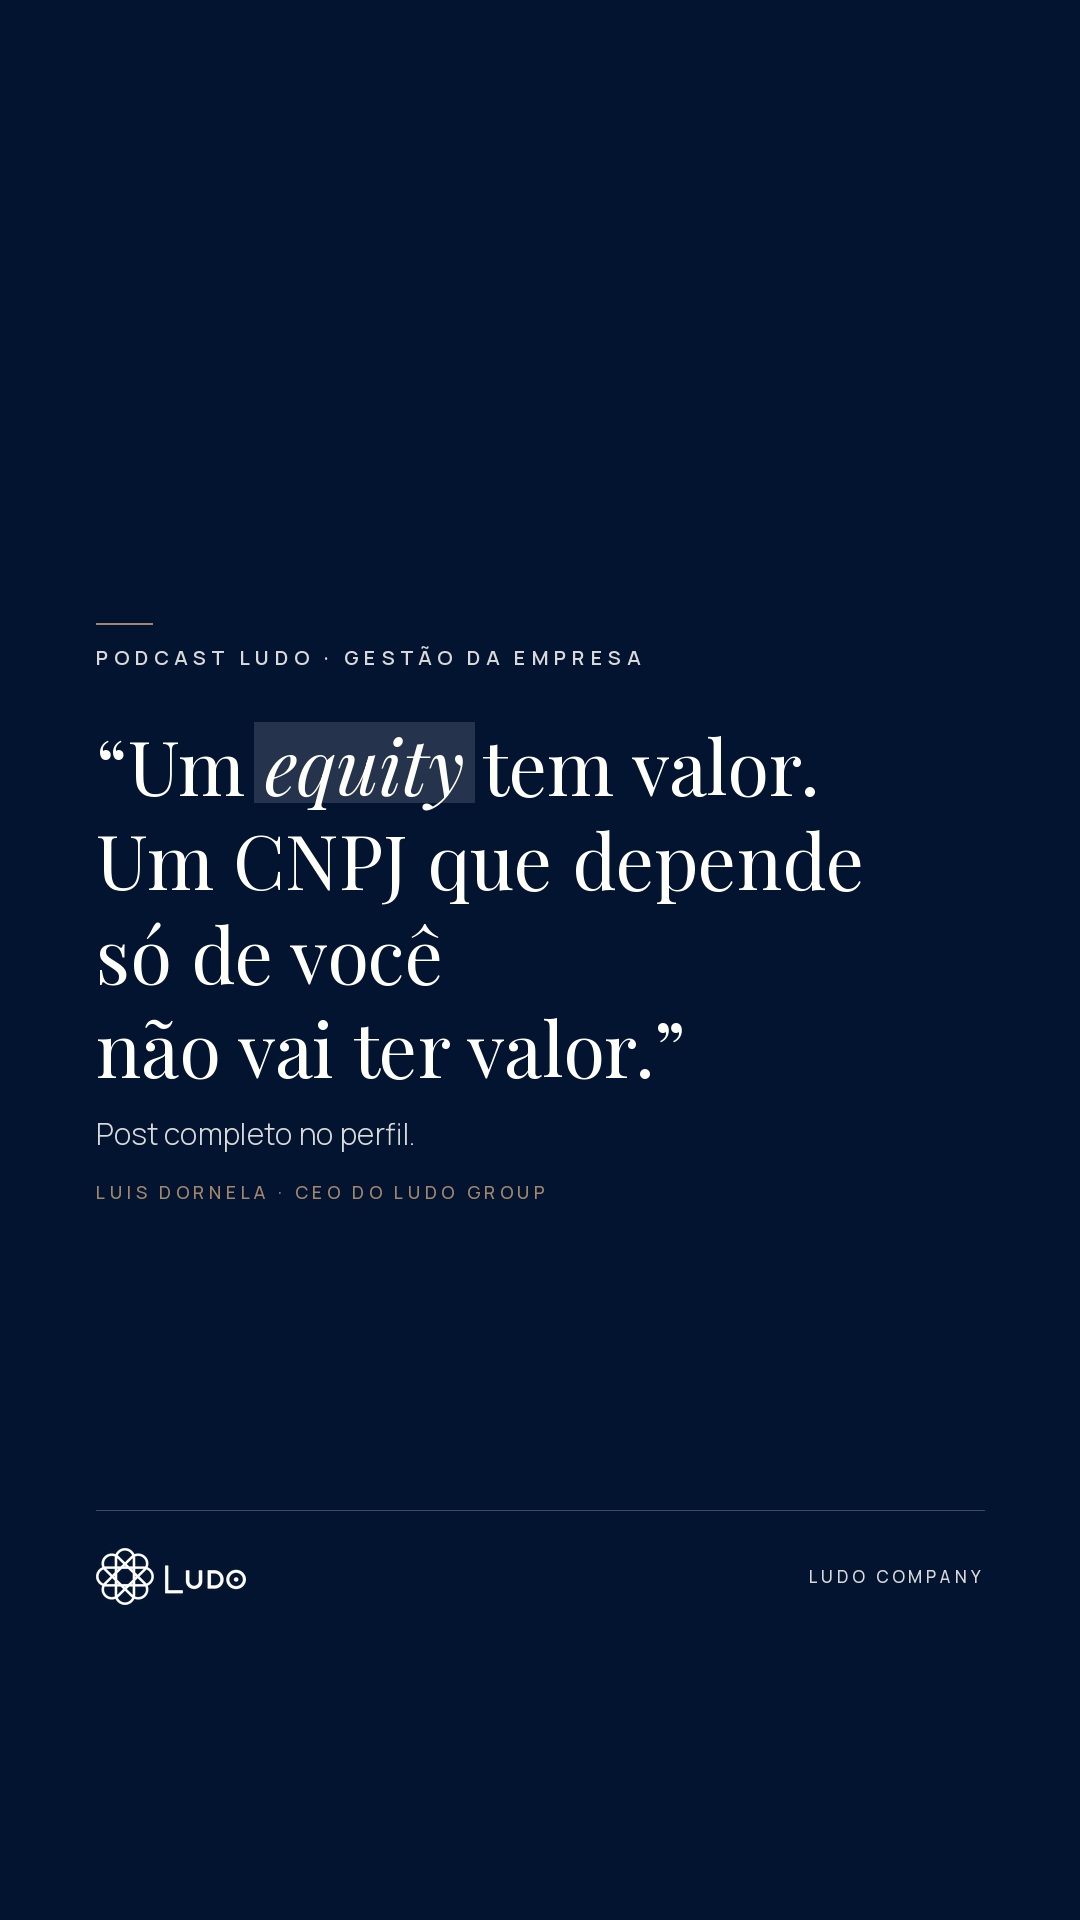 PODCAST LUDO · GESTÃO DA EMPRESA
“Um equity tem valor.
Um CNPJ que depende
só de você
não vai ter valor.”
Post completo no perfil.
LUIS DORNELA · CEO DO LUDO GROUP
LUDO
LUDO COMPANY